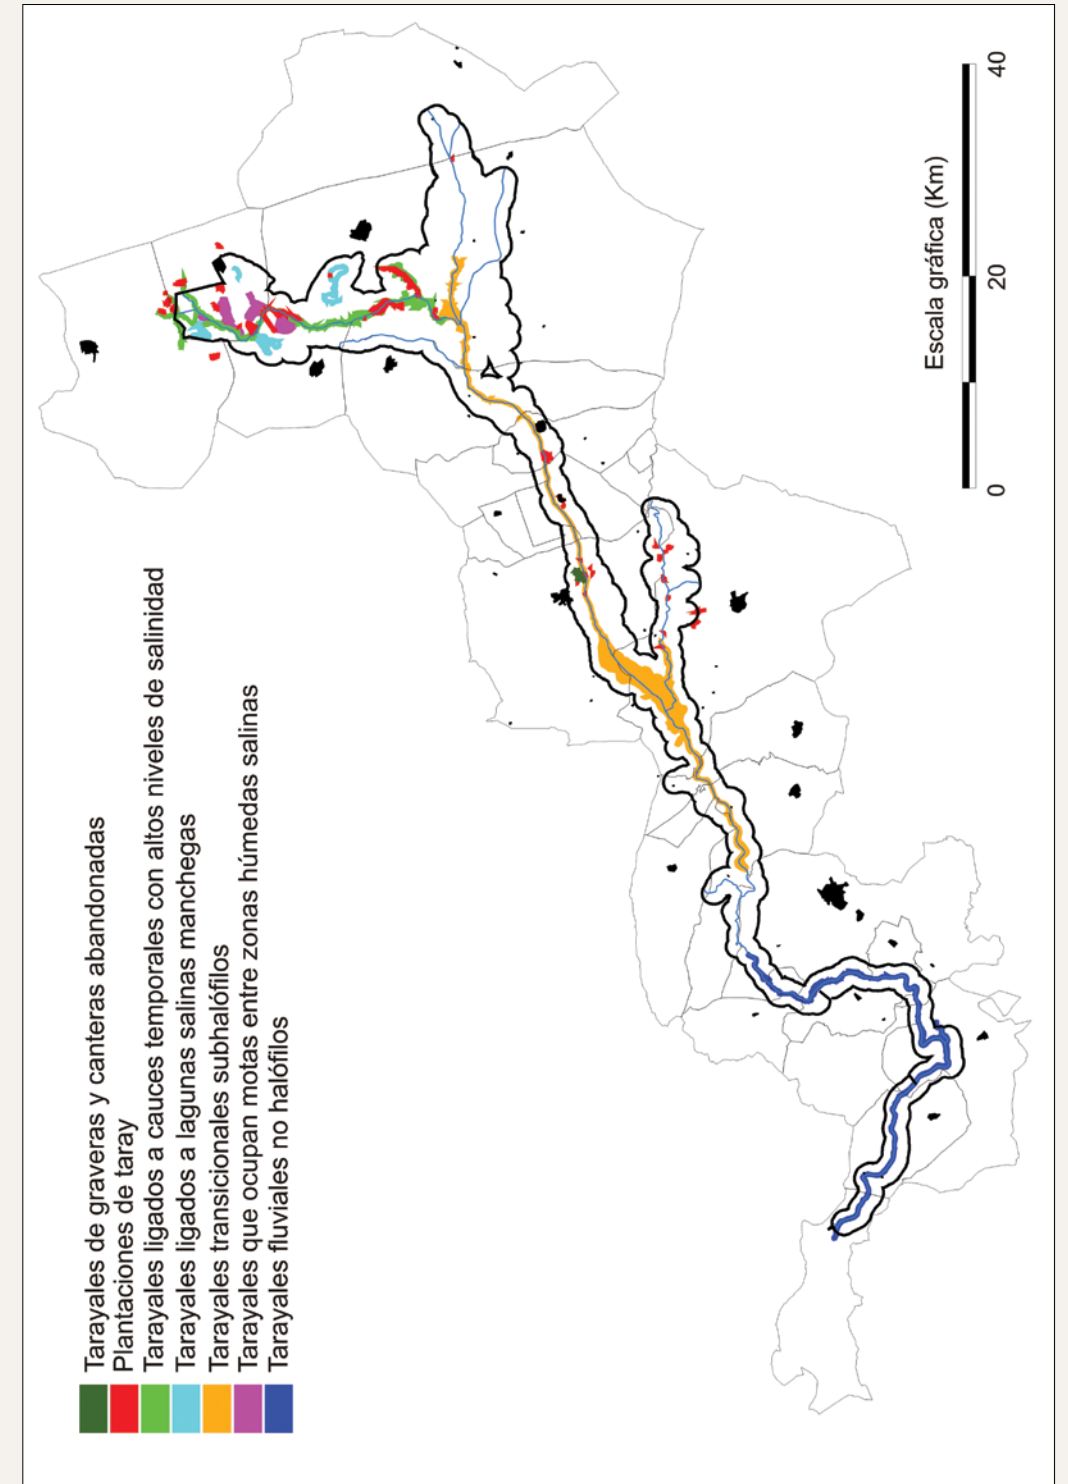 Tarayales de graveras y canteras abandonadas
Plantaciones de taray
Tarayales ligados a cauces temporales con altos niveles de salinidad
Tarayales ligados a lagunas salinas manchegas
Tarayales transicionales subhalófilos
Tarayales que ocupan motas entre zonas húmedas salinas
Tarayales fluviales no halófilos
Escala gráfica (Km)
0 20 40